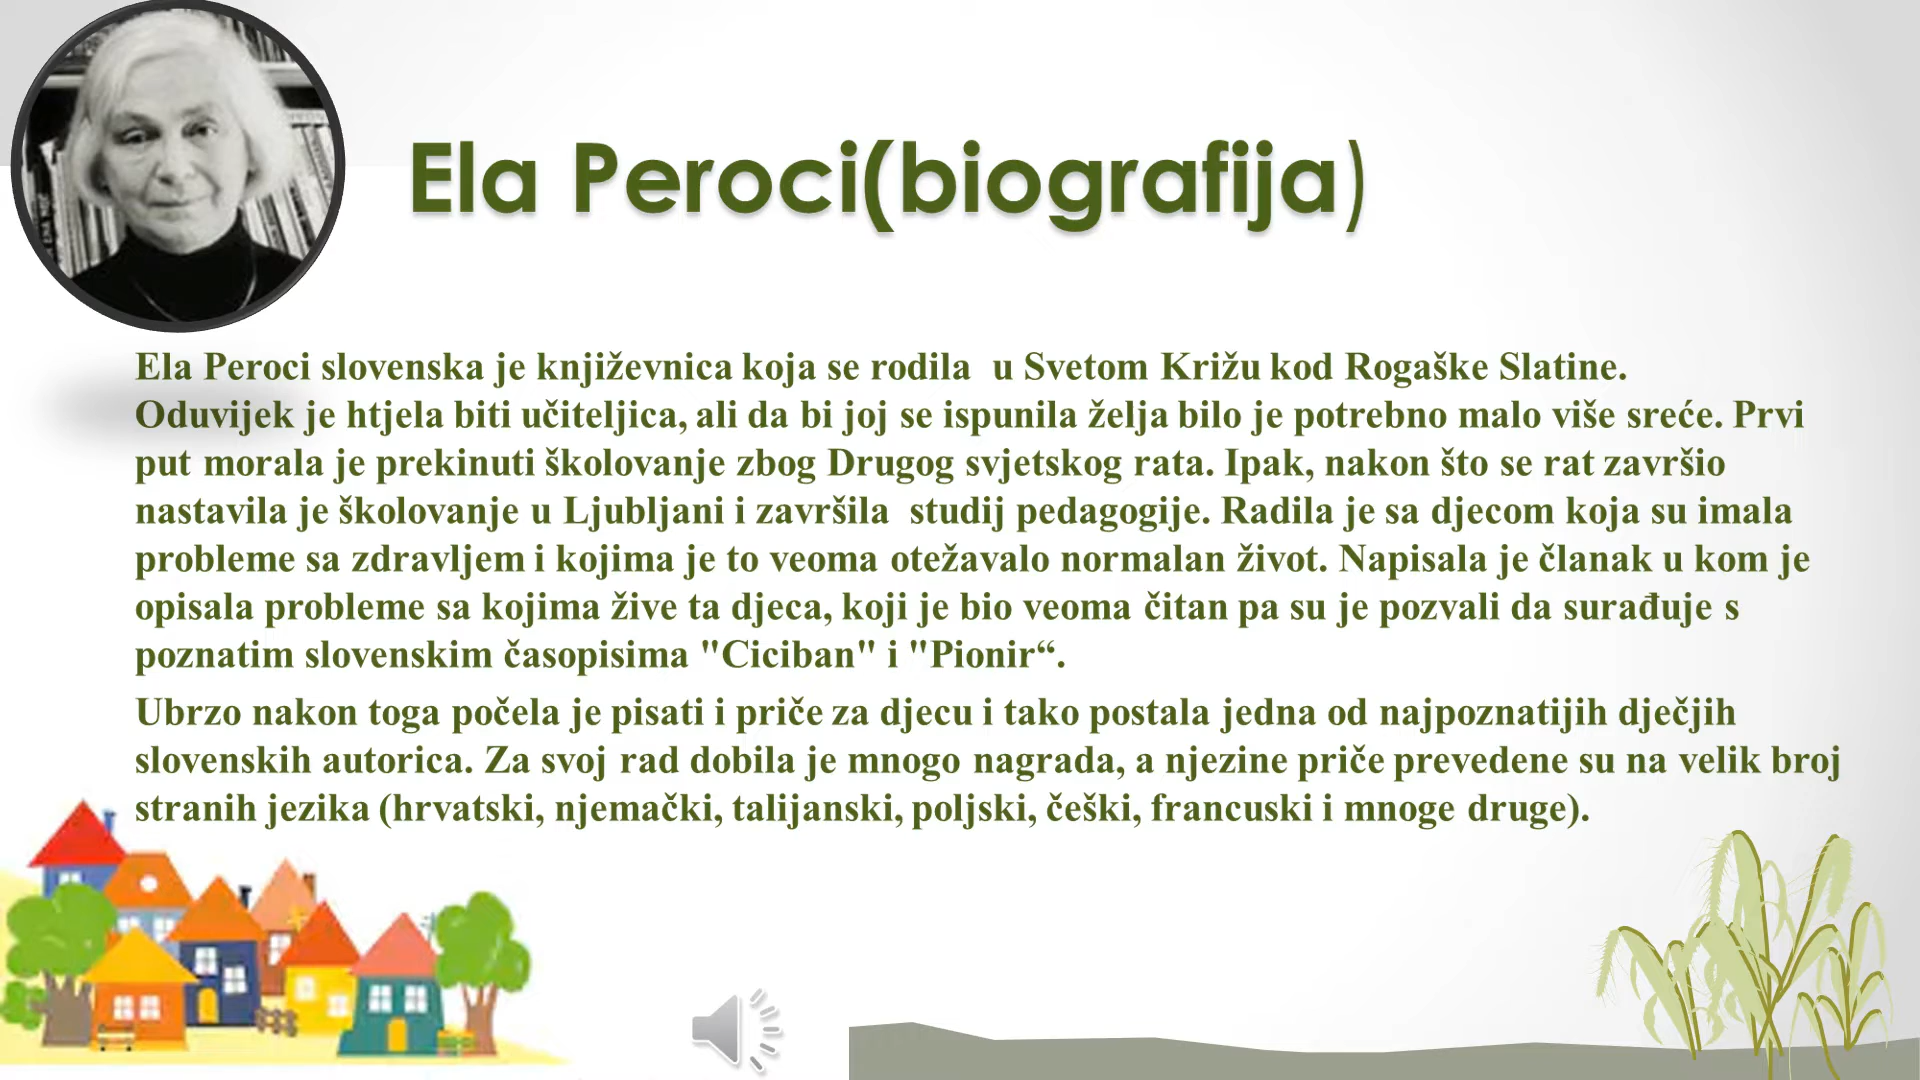 Ela Peroci(biografija)
Ela Peroci slovenska je književnica koja se rodila  u Svetom Križu kod Rogaške Slatine.
Oduvijek je htjela biti učiteljica, ali da bi joj se ispunila želja bilo je potrebno malo više sreće. Prvi
put morala je prekinuti školovanje zbog Drugog svjetskog rata. Ipak, nakon što se rat završio
nastavila je školovanje u Ljubljani i završila  studij pedagogije. Radila je sa djecom koja su imala
probleme sa zdravljem i kojima je to veoma otežavalo normalan život. Napisala je članak u kom je
opisala probleme sa kojima žive ta djeca, koji je bio veoma čitan pa su je pozvali da surađuje s
poznatim slovenskim časopisima "Ciciban" i "Pionir“.
Ubrzo nakon toga počela je pisati i priče za djecu i tako postala jedna od najpoznatijih dječjih
slovenskih autorica. Za svoj rad dobila je mnogo nagrada, a njezine priče prevedene su na velik broj
stranih jezika (hrvatski, njemački, talijanski, poljski, češki, francuski i mnoge druge).